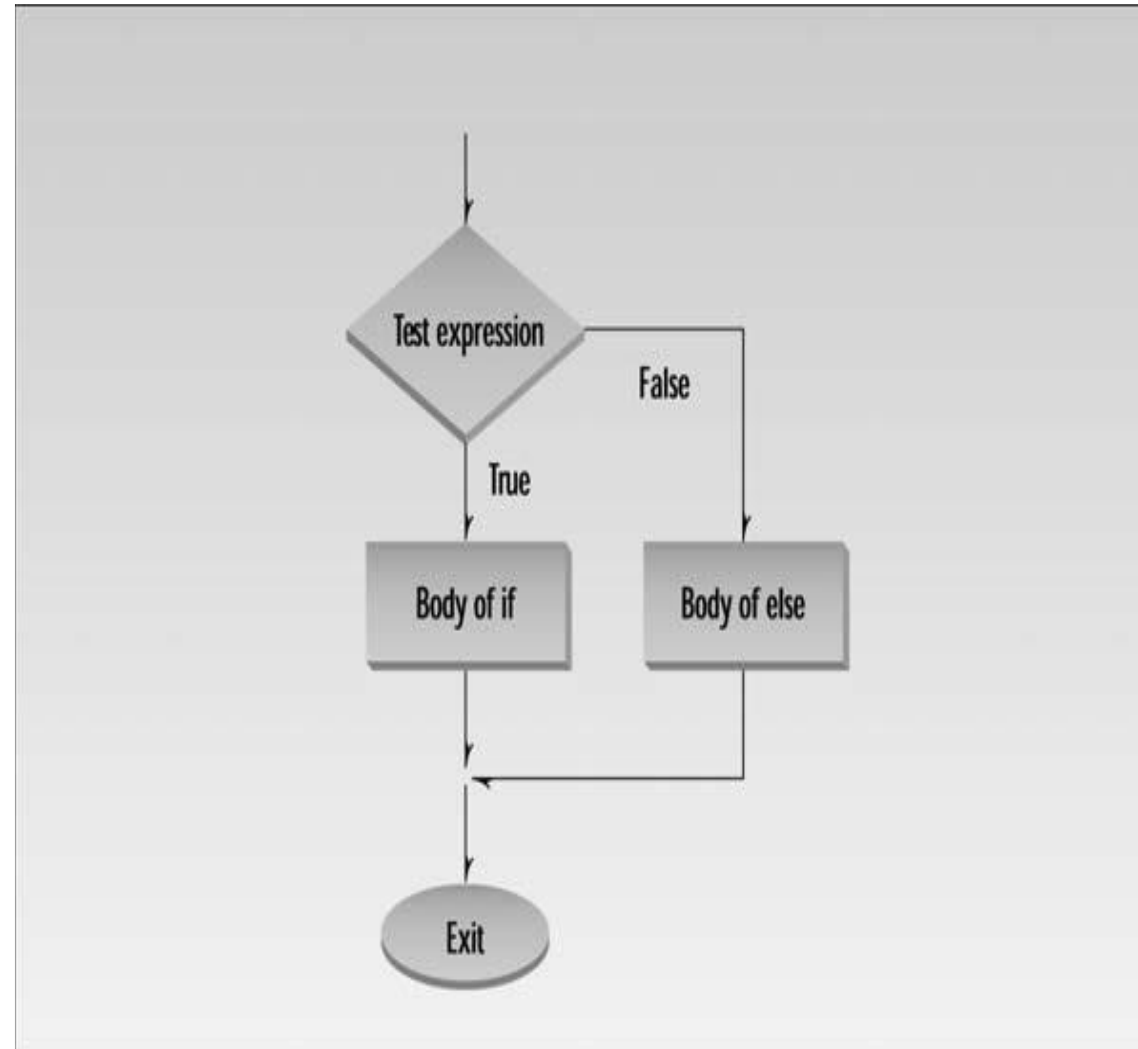 Test expression
False
True
Body of if
Body of else
Exit